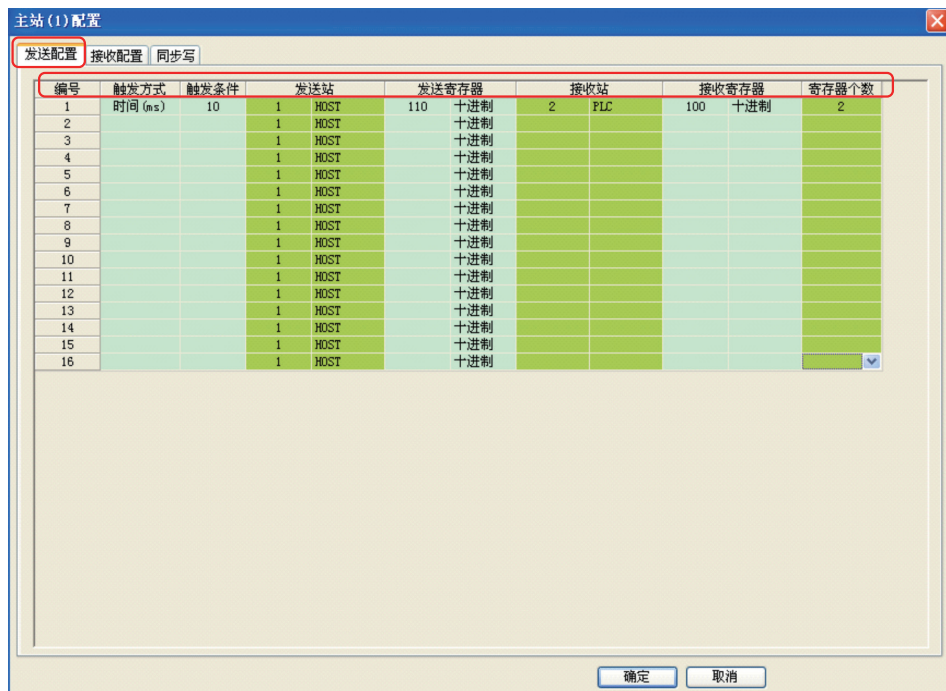 主站(1)配置
发送配置 接收配置 同步写
编号 触发方式 触发条件 发送站 发送寄存器 接收站 接收寄存器 寄存器个数
1 时间(ms) 10 1 HOST 110 十进制 2 PLC 100 十进制 2
2 1 HOST 十进制
3 1 HOST 十进制
4 1 HOST 十进制
5 1 HOST 十进制
6 1 HOST 十进制
7 1 HOST 十进制
8 1 HOST 十进制
9 1 HOST 十进制
10 1 HOST 十进制
11 1 HOST 十进制
12 1 HOST 十进制
13 1 HOST 十进制
14 1 HOST 十进制
15 1 HOST 十进制
16 1 HOST 十进制
确定 取消